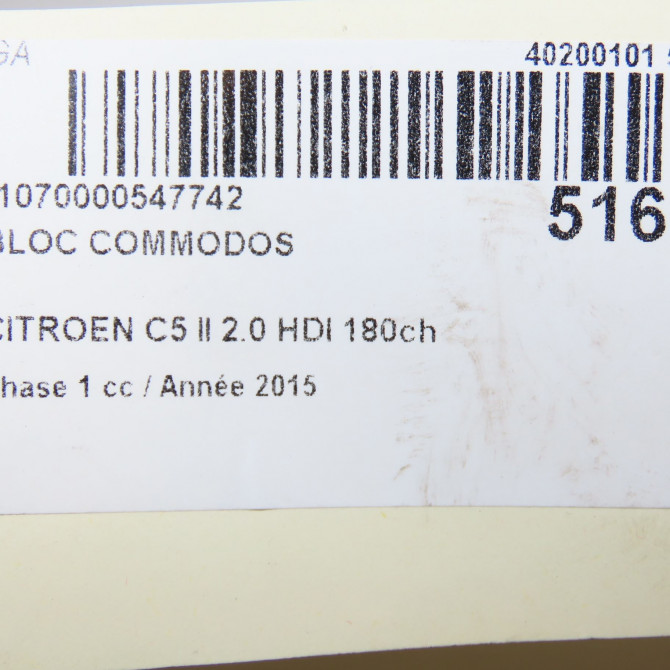 GA 40200101
1070000547742
516
BLOC COMMODOS
CITROEN C5 II 2.0 HDI 180ch
hase 1 cc / Année 2015